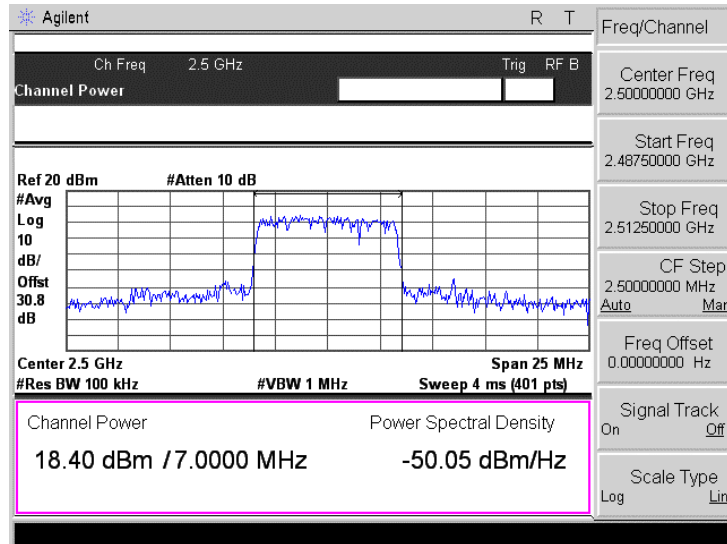 Agilent R T
Ch Freq 2.5 GHz Trig RF B
Channel Power
Ref 20 dBm #Atten 10 dB
#Avg
Log
10
dB/
Offst
30.8
dB
Center 2.5 GHz Span 25 MHz
#Res BW 100 kHz #VBW 1 MHz Sweep 4 ms (401 pts)
Channel Power Power Spectral Density
18.40 dBm / 7.0000 MHz -50.05 dBm/Hz
Freq/Channel
Center Freq
2.50000000 GHz
Start Freq
2.48750000 GHz
Stop Freq
2.51250000 GHz
CF Step
2.50000000 MHz
Auto Man
Freq Offset
0.00000000 Hz
Signal Track
On Off
Scale Type
Log Lin